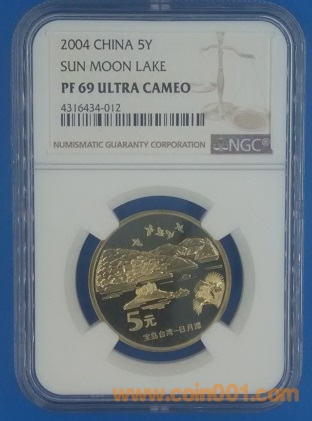 2004 CHINA 5Y
SUN MOON LAKE
PF 69 ULTRA CAMEO
4316434-012
NUMISMATIC GUARANTY CORPORATION
NGC®
5元
宝岛台湾-日月潭
www.coin001.com